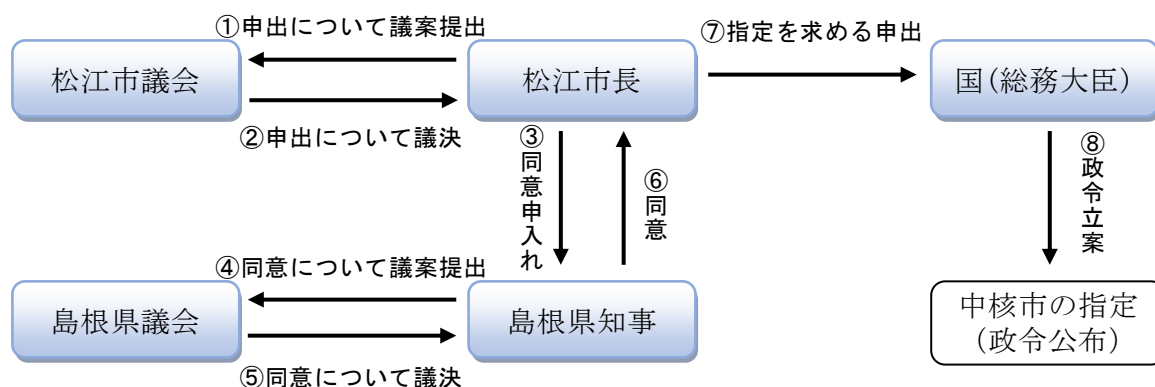 ①申出について議案提出
⑦指定を求める申出
松江市議会
松江市長
国(総務大臣)
②申出について議決
③同意申入れ
⑥同意
⑧政令立案
④同意について議案提出
島根県議会
島根県知事
中核市の指定
(政令公布)
⑤同意について議決